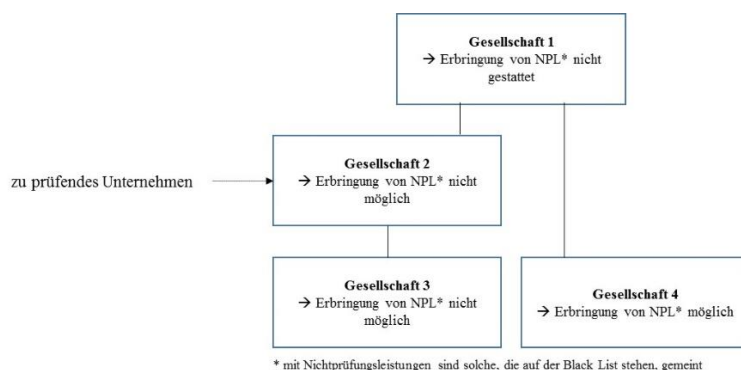 Gesellschaft 1
→ Erbringung von NPL* nicht
gestattet
Gesellschaft 2
→ Erbringung von NPL* nicht
möglich
zu prüfendes Unternehmen
Gesellschaft 3
→ Erbringung von NPL* nicht
möglich
Gesellschaft 4
→ Erbringung von NPL* möglich
* mit Nichtprüfungsleistungen sind solche, die auf der Black List stehen, gemeint